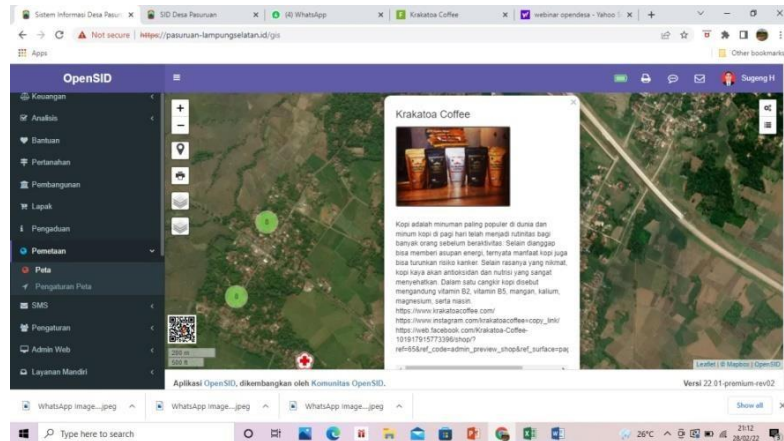 Sistem Informasi Desa Pasuru
SID Desa Pasuruan
(4) WhatsApp
Krakatoa Coffee
webinar opendesa - Yahoo
Not secure
https://pasuruan-lampungselatan.id/gis
Apps
Other bookmarks
OpenSID
Sugeng H
Keuangan
Analisis
Bantuan
Pertanahan
Pembangunan
Lapak
Pengaduan
Pemetaan
Peta
Pengaturan Peta
SMS
Pengaturan
Admin Web
Layanan Mandiri
+
−
200 m
500 ft
Krakatoa Coffee
Kopi adalah minuman paling populer di dunia dan
minum kopi di pagi hari telah menjadi rutinitas bagi
banyak orang sebelum beraktivitas. Selain dianggap
bisa memberi asupan energi, ternyata manfaat kopi juga
bisa turunkan risiko kanker. Selain rasanya yang nikmat,
kopi kaya akan antioksidan dan nutrisi yang sangat
menyehatkan. Dalam satu cangkir kopi disebut
mengandung vitamin B2, vitamin B5, mangan, kalium,
magnesium, serta niasin.
https://www.krakatoacoffee.com/
https://www.instagram.com/krakatoacoffee=copy_link/
https://web.facebook.com/Krakatoa-Coffee-
101917915773396/shop/?
ref=65&ref_code=admin_preview_shop&ref_surface=pag
Leaflet | © Mapbox | OpenSID
Aplikasi OpenSID, dikembangkan oleh Komunitas OpenSID.
Versi 22.01-premium-rev02
WhatsApp Image....jpeg
WhatsApp Image....jpeg
WhatsApp Image....jpeg
Show all
Type here to search
26°C
21:12
28/02/22